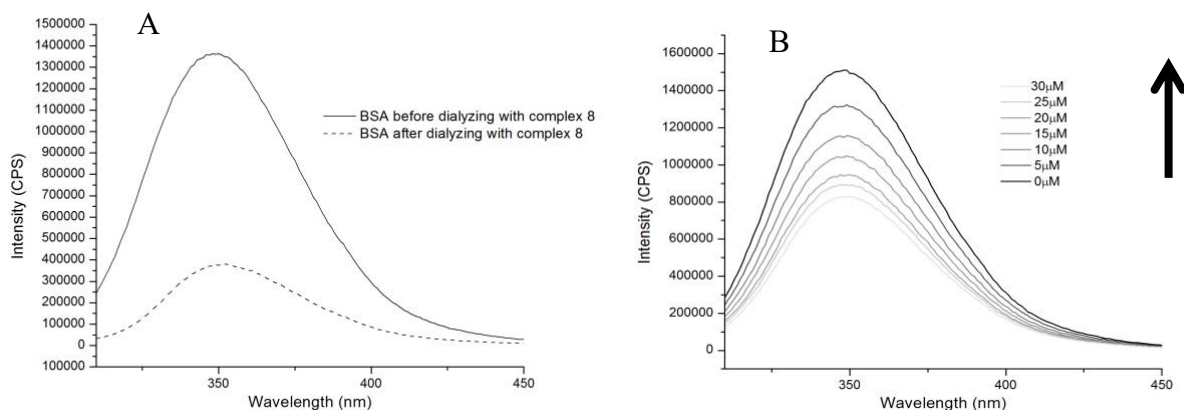 A
1500000
1400000
1300000
1200000
1100000
1000000
900000
800000
700000
600000
500000
400000
300000
200000
100000
0
100000
Intensity (CPS)
BSA before dialyzing with complex 8
BSA after dialyzing with complex 8
350
400
450
Wavelength (nm)
B
1600000
1400000
1200000
1000000
800000
600000
400000
200000
0
Intensity (CPS)
30μM
25μM
20μM
15μM
10μM
5μM
0μM
350
400
450
Wavelength (nm)